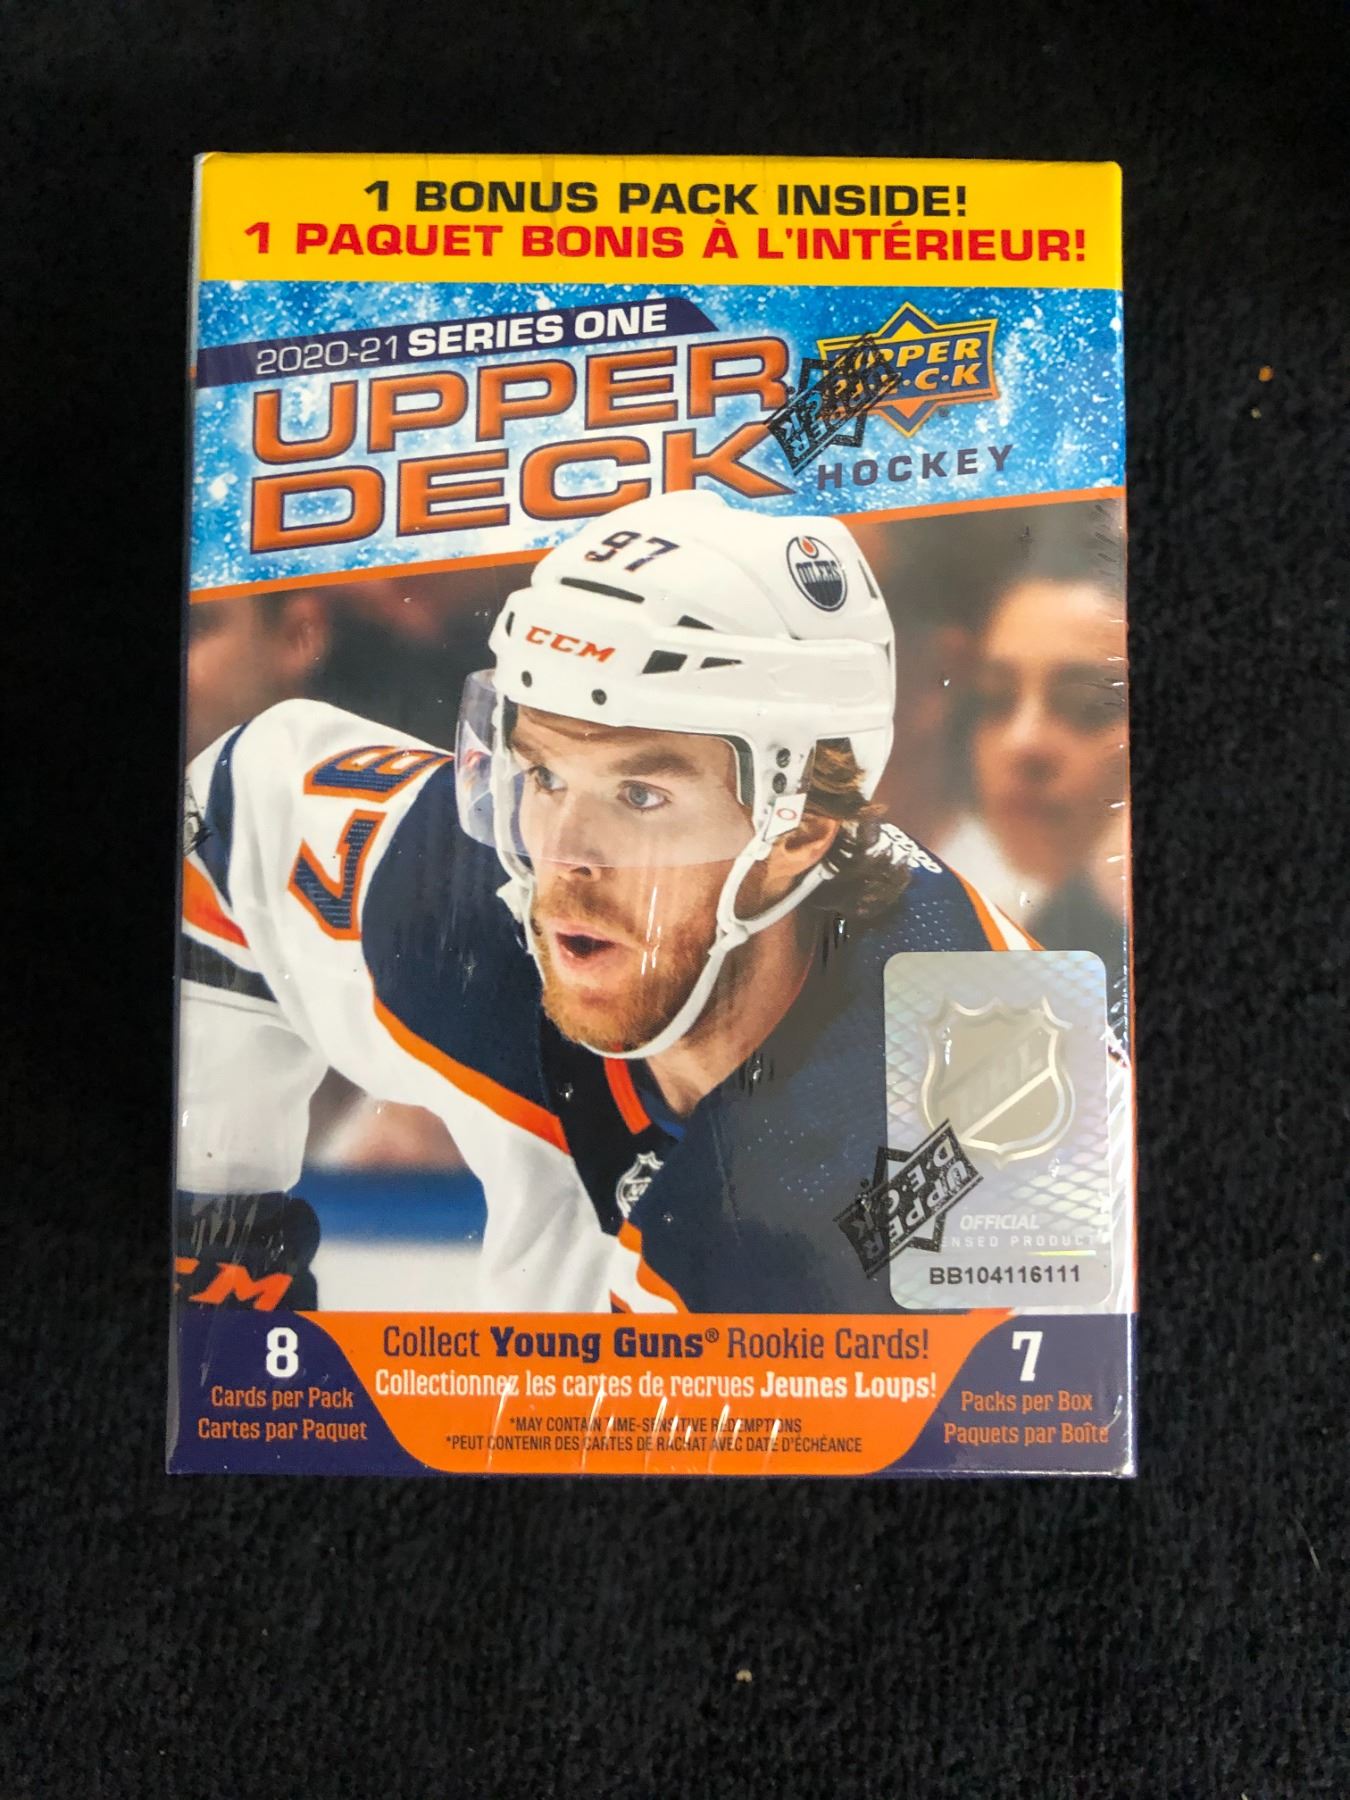 1 BONUS PACK INSIDE!
1 PAQUET BONIS À L'INTÉRIEUR!
2020-21 SERIES ONE
UPPER DECK
UPPER
D·E·C·K
HOCKEY
97
OILERS
CCM
97
OFFICIAL
UPPER
D·E·C·K
BB104116111
CCM
8
Cards per Pack
Cartes par Paquet
Collect Young Guns® Rookie Cards!
Collectionnez les cartes de recrues Jeunes Loups!
*MAY CONTAIN TIME-SENSITIVE REDEMPTIONS
*PEUT CONTENIR DES CARTES DE RACHAT AVEC DATE D'ÉCHÉANCE
7
Packs per Box
Paquets par Boîte